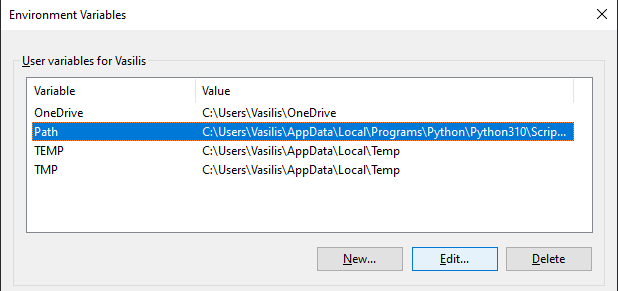 Environment Variables
User variables for Vasilis
Variable Value
OneDrive C:\Users\Vasilis\OneDrive
Path C:\Users\Vasilis\AppData\Local\Programs\Python\Python310\Scrip...
TEMP C:\Users\Vasilis\AppData\Local\Temp
TMP C:\Users\Vasilis\AppData\Local\Temp
New... Edit... Delete